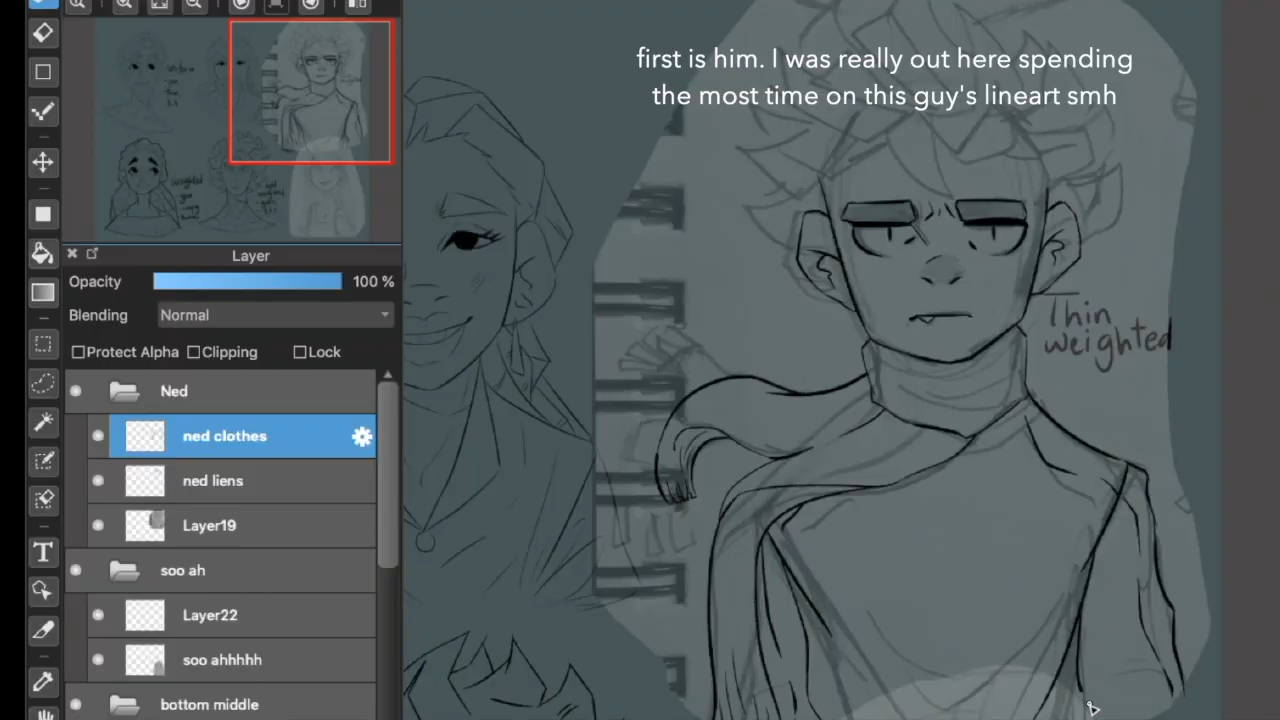 first is him. I was really out here spending
the most time on this guy's lineart smh
Layer
Opacity
100 %
Blending
Normal
Protect Alpha
Clipping
Lock
Ned
ned clothes
ned liens
Layer19
soo ah
Layer22
soo ahhhhh
bottom middle
Thin
weighted